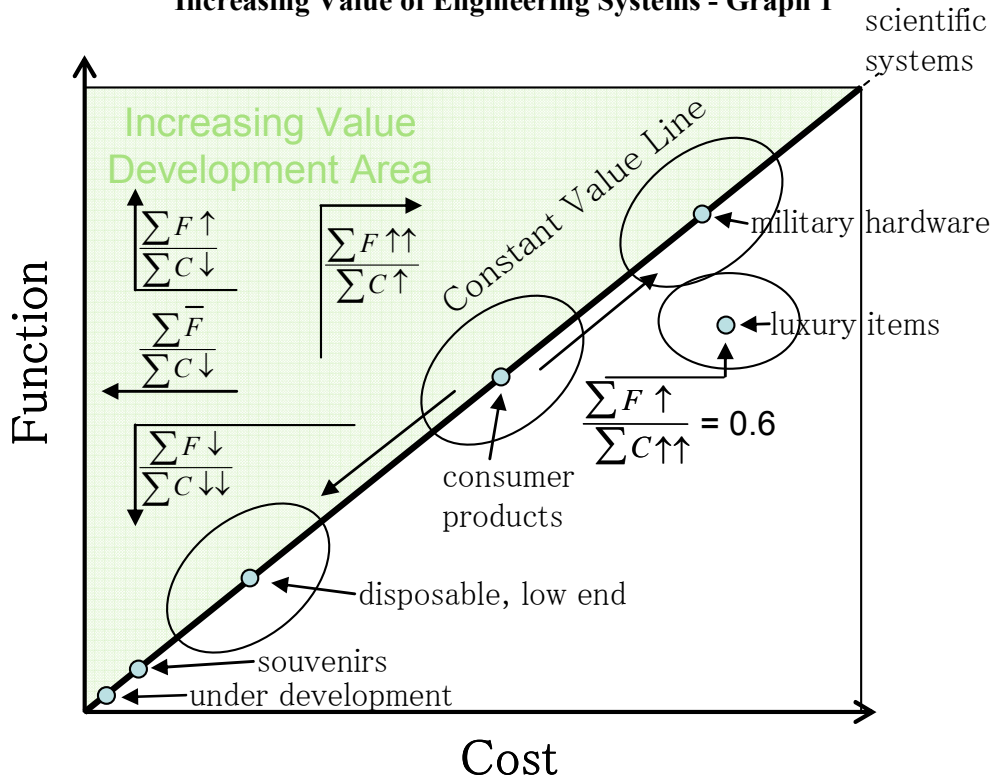 Increasing Value of Engineering Systems - Graph 1
scientific
systems
Increasing Value
Development Area
Constant Value Line
∑F↑
∑C↓
∑F↑↑
∑C↑
military hardware
∑F̅
∑C↓
luxury items
∑F↑
∑C↑↑ = 0.6
∑F↓
∑C↓↓
consumer
products
disposable, low end
souvenirs
under development
Function
Cost